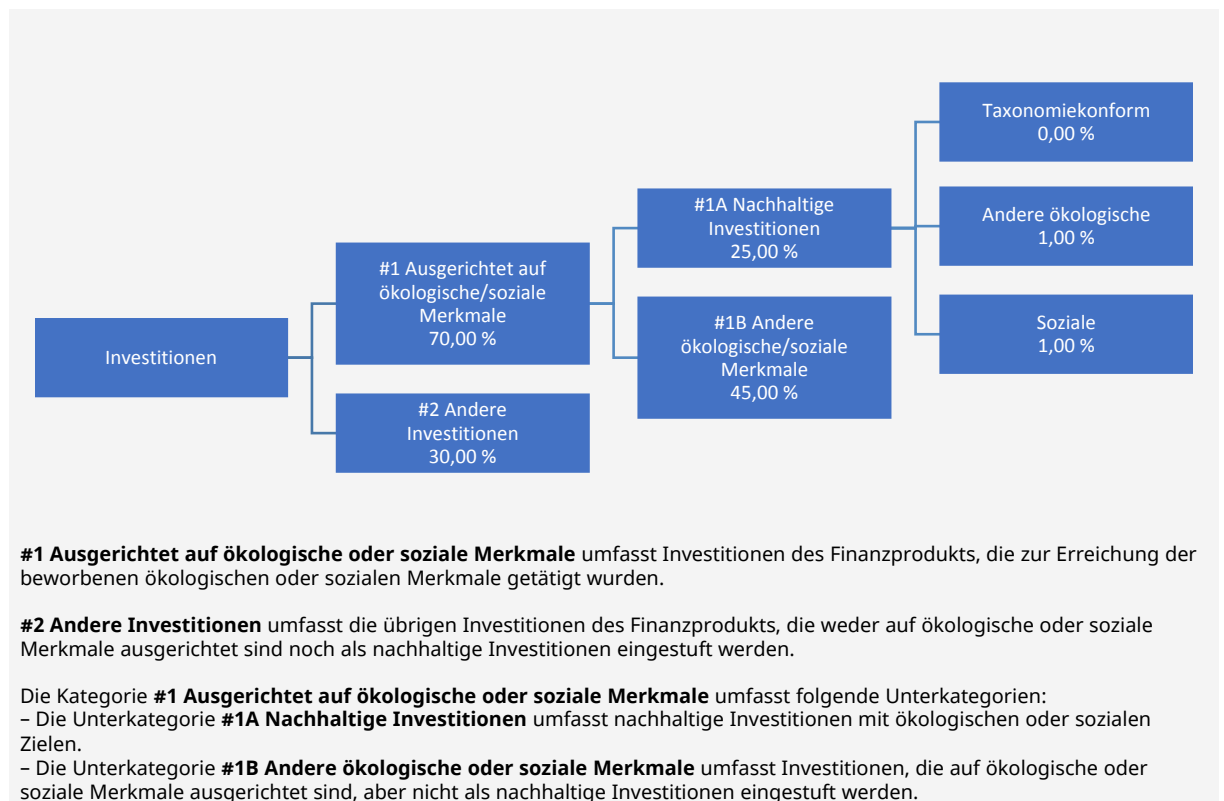 Investitionen
#1 Ausgerichtet auf
ökologische/soziale
Merkmale
70,00 %
#2 Andere
Investitionen
30,00 %
#1A Nachhaltige
Investitionen
25,00 %
#1B Andere
ökologische/soziale
Merkmale
45,00 %
Taxonomiekonform
0,00 %
Andere ökologische
1,00 %
Soziale
1,00 %
#1 Ausgerichtet auf ökologische oder soziale Merkmale umfasst Investitionen des Finanzprodukts, die zur Erreichung der
beworbenen ökologischen oder sozialen Merkmale getätigt wurden.
#2 Andere Investitionen umfasst die übrigen Investitionen des Finanzprodukts, die weder auf ökologische oder soziale
Merkmale ausgerichtet sind noch als nachhaltige Investitionen eingestuft werden.
Die Kategorie #1 Ausgerichtet auf ökologische oder soziale Merkmale umfasst folgende Unterkategorien:
– Die Unterkategorie #1A Nachhaltige Investitionen umfasst nachhaltige Investitionen mit ökologischen oder sozialen
Zielen.
– Die Unterkategorie #1B Andere ökologische oder soziale Merkmale umfasst Investitionen, die auf ökologische oder
soziale Merkmale ausgerichtet sind, aber nicht als nachhaltige Investitionen eingestuft werden.